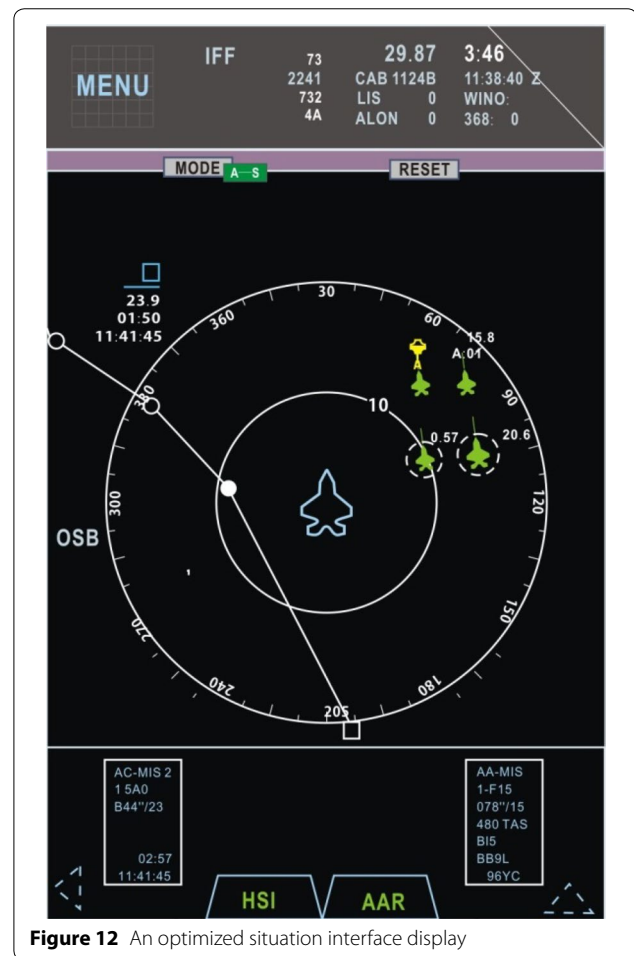 MENU
IFF
73
2241
732
4A
29.87
CAB 1124B
LIS 0
ALON 0
3:46
11:38:40 Z
WINO:
368: 0
MODE
A—S
RESET
23.9
01:50
11:41:45
30
60
90
120
150
180
205
240
270
300
380
360
10
15.8
A:01
A
0.57
20.6
OSB
1
AC-MIS 2
1 5A0
B44"/23
02:57
11:41:45
AA-MIS
1-F15
078"/15
480 TAS
BI5
BB9L
96YC
HSI
AAR
Figure 12 An optimized situation interface display